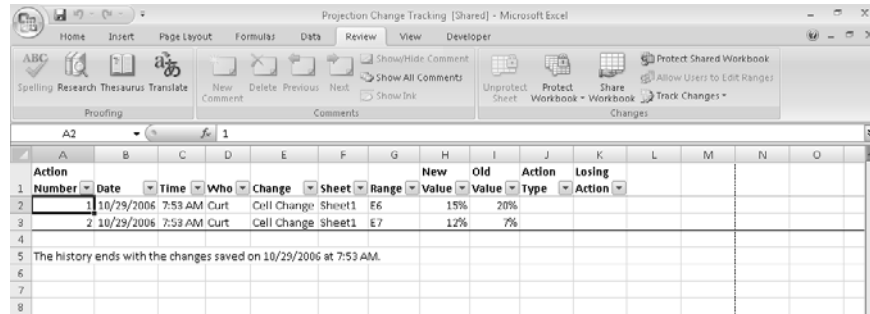 Projection Change Tracking [Shared] - Microsoft Excel
Home Insert Page Layout Formulas Data Review View Developer
ABC
Spelling Research Thesaurus Translate
Proofing
New Comment Delete Previous Next
Show/Hide Comment
Show All Comments
Show Ink
Comments
Unprotect Sheet Protect Workbook Share Workbook
Protect Shared Workbook
Allow Users to Edit Ranges
Track Changes
Changes
A2 fx 1
A B C D E F G H I J K L M N O
1 Action Number Date Time Who Change Sheet Range New Value Old Value Action Type Losing Action
2 1 10/29/2006 7:53 AM Curt Cell Change Sheet1 E6 15% 20%
3 2 10/29/2006 7:53 AM Curt Cell Change Sheet1 E7 12% 7%
4
5 The history ends with the changes saved on 10/29/2006 at 7:53 AM.
6
7
8